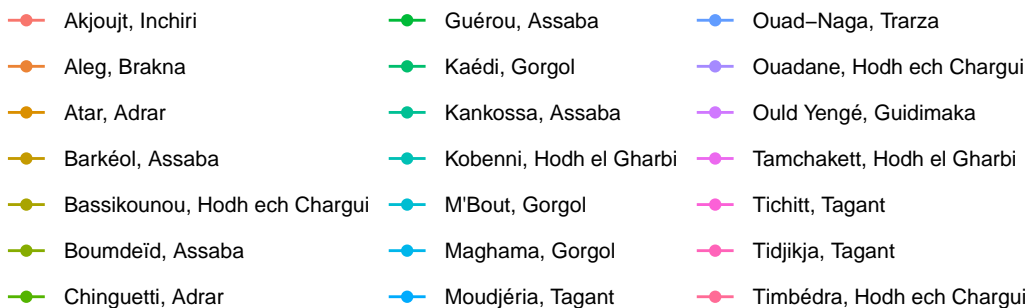 Akjoujt, Inchiri
Aleg, Brakna
Atar, Adrar
Barkéol, Assaba
Bassikounou, Hodh ech Chargui
Boumdeïd, Assaba
Chinguetti, Adrar
Guérou, Assaba
Kaédi, Gorgol
Kankossa, Assaba
Kobenni, Hodh el Gharbi
M'Bout, Gorgol
Maghama, Gorgol
Moudjéria, Tagant
Ouad−Naga, Trarza
Ouadane, Hodh ech Chargui
Ould Yengé, Guidimaka
Tamchakett, Hodh el Gharbi
Tichitt, Tagant
Tidjikja, Tagant
Timbédra, Hodh ech Chargui